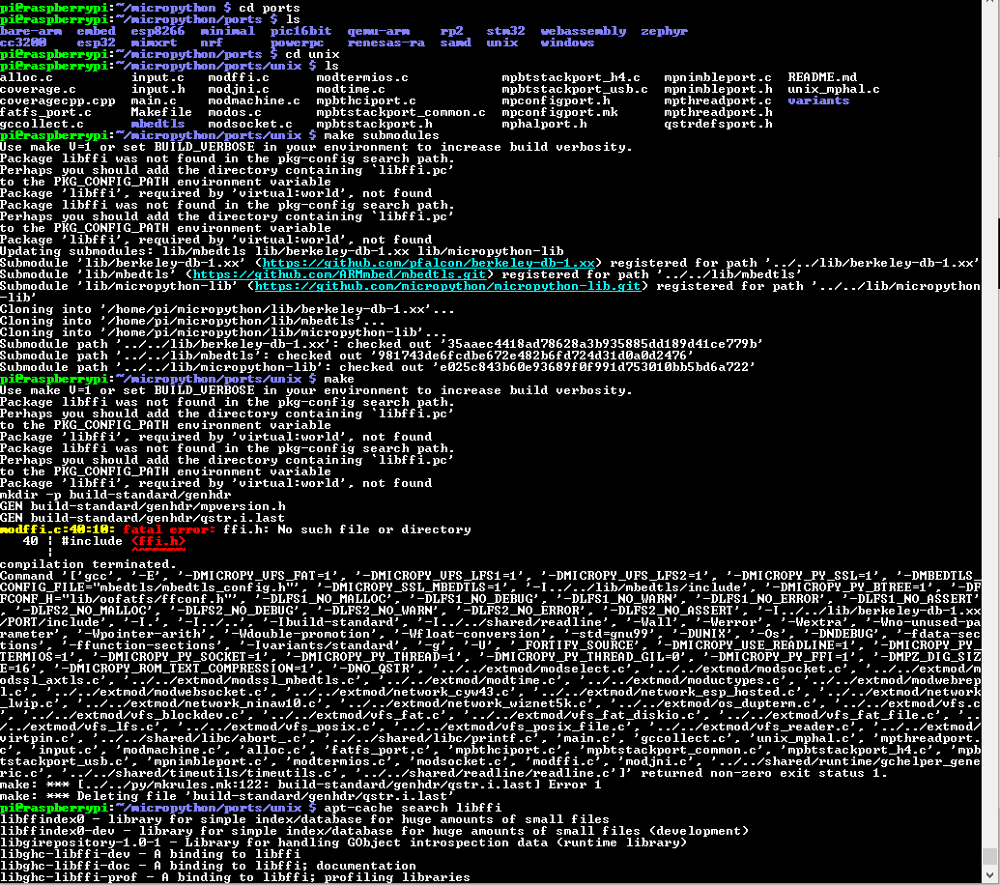 pi@raspberrypi:~/micropython $ cd ports
pi@raspberrypi:~/micropython/ports $ ls
bare-arm  embed  esp8266  minimal  pic16bit  qemu-arm    rp2   stm32  webassembly  zephyr
cc3200    esp32  mimxrt   nrf      powerpc   renesas-ra  samd  unix   windows
pi@raspberrypi:~/micropython/ports $ cd unix
pi@raspberrypi:~/micropython/ports/unix $ ls
alloc.c          input.c   modffi.c      modtermios.c            mpbtstackport_h4.c   mpnimbleport.c  README.md
coverage.c       input.h   modjni.c      modtime.c               mpbtstackport_usb.c  mpnimbleport.h  unix_mphal.c
coveragecpp.cpp  main.c    modmachine.c  mpbthciport.c           mpconfigport.h       mpthreadport.c  variants
fatfs_port.c     Makefile  modos.c       mpbtstackport_common.c  mpconfigport.mk      mpthreadport.h
gccollect.c      mbedtls   modsocket.c   mpbtstackport.h         mphalport.h          qstrdefsport.h
pi@raspberrypi:~/micropython/ports/unix $ make submodules
Use make V=1 or set BUILD_VERBOSE in your environment to increase build verbosity.
Package libffi was not found in the pkg-config search path.
Perhaps you should add the directory containing `libffi.pc'
to the PKG_CONFIG_PATH environment variable
Package 'libffi', required by 'virtual:world', not found
Package libffi was not found in the pkg-config search path.
Perhaps you should add the directory containing `libffi.pc'
to the PKG_CONFIG_PATH environment variable
Package 'libffi', required by 'virtual:world', not found
Updating submodules: lib/mbedtls lib/berkeley-db-1.xx lib/micropython-lib
Submodule 'lib/berkeley-db-1.xx' (https://github.com/pfalcon/berkeley-db-1.xx) registered for path '../../lib/berkeley-db-1.xx'
Submodule 'lib/mbedtls' (https://github.com/ARMmbed/mbedtls.git) registered for path '../../lib/mbedtls'
Submodule 'lib/micropython-lib' (https://github.com/micropython/micropython-lib.git) registered for path '../../lib/micropython
-lib'
Cloning into '/home/pi/micropython/lib/berkeley-db-1.xx'...
Cloning into '/home/pi/micropython/lib/mbedtls'...
Cloning into '/home/pi/micropython/lib/micropython-lib'...
Submodule path '../../lib/berkeley-db-1.xx': checked out '35aaec4418ad78628a3b935885dd189d41ce779b'
Submodule path '../../lib/mbedtls': checked out '981743de6fcdbe672e482b6fd724d31d0a0d2476'
Submodule path '../../lib/micropython-lib': checked out 'e025c843b60e93689f0f991d753010bb5bd6a722'
pi@raspberrypi:~/micropython/ports/unix $ make
Use make V=1 or set BUILD_VERBOSE in your environment to increase build verbosity.
Package libffi was not found in the pkg-config search path.
Perhaps you should add the directory containing `libffi.pc'
to the PKG_CONFIG_PATH environment variable
Package 'libffi', required by 'virtual:world', not found
Package libffi was not found in the pkg-config search path.
Perhaps you should add the directory containing `libffi.pc'
to the PKG_CONFIG_PATH environment variable
Package 'libffi', required by 'virtual:world', not found
mkdir -p build-standard/genhdr
GEN build-standard/genhdr/mpversion.h
GEN build-standard/genhdr/qstr.i.last
modffi.c:40:10: fatal error: ffi.h: No such file or directory
   40 | #include <ffi.h>
      |          ^~~~~~~
compilation terminated.
Command '['gcc', '-E', '-DMICROPY_VFS_FAT=1', '-DMICROPY_VFS_LFS1=1', '-DMICROPY_VFS_LFS2=1', '-DMICROPY_PY_SSL=1', '-DMBEDTLS_
CONFIG_FILE="mbedtls/mbedtls_config.h"', '-DMICROPY_SSL_MBEDTLS=1', '-I../../lib/mbedtls/include', '-DMICROPY_PY_BTREE=1', '-DF
FCONF_H="lib/oofatfs/ffconf.h"', '-DLFS1_NO_MALLOC', '-DLFS1_NO_DEBUG', '-DLFS1_NO_WARN', '-DLFS1_NO_ERROR', '-DLFS1_NO_ASSERT'
, '-DLFS2_NO_MALLOC', '-DLFS2_NO_DEBUG', '-DLFS2_NO_WARN', '-DLFS2_NO_ERROR', '-DLFS2_NO_ASSERT', '-I../../lib/berkeley-db-1.xx
/PORT/include', '-I.', '-I../..', '-Ibuild-standard', '-I../../shared/readline', '-Wall', '-Werror', '-Wextra', '-Wno-unused-pa
rameter', '-Wpointer-arith', '-Wdouble-promotion', '-Wfloat-conversion', '-std=gnu99', '-DUNIX', '-Os', '-DNDEBUG', '-fdata-sec
tions', '-ffunction-sections', '-Ivariants/standard', '-g', '-U', '_FORTIFY_SOURCE', '-DMICROPY_USE_READLINE=1', '-DMICROPY_PY_
TERMIOS=1', '-DMICROPY_PY_SOCKET=1', '-DMICROPY_PY_THREAD=1', '-DMICROPY_PY_THREAD_GIL=0', '-DMICROPY_PY_FFI=1', '-DMPZ_DIG_SIZ
E=16', '-DMICROPY_ROM_TEXT_COMPRESSION=1', '-DNO_QSTR', '../../extmod/modselect.c', '../../extmod/modsocket.c', '../../extmod/m
odssl_axtls.c', '../../extmod/modssl_mbedtls.c', '../../extmod/modtime.c', '../../extmod/moductypes.c', '../../extmod/modwebrep
l.c', '../../extmod/modwebsocket.c', '../../extmod/network_cyw43.c', '../../extmod/network_esp_hosted.c', '../../extmod/network
_lwip.c', '../../extmod/network_ninaw10.c', '../../extmod/network_wiznet5k.c', '../../extmod/os_dupterm.c', '../../extmod/vfs.c
', '../../extmod/vfs_blockdev.c', '../../extmod/vfs_fat.c', '../../extmod/vfs_fat_diskio.c', '../../extmod/vfs_fat_file.c', '..
/../extmod/vfs_lfs.c', '../../extmod/vfs_posix.c', '../../extmod/vfs_posix_file.c', '../../extmod/vfs_reader.c', '../../extmod/
virtpin.c', '../../shared/libc/abort_.c', '../../shared/libc/printf.c', 'main.c', 'gccollect.c', 'unix_mphal.c', 'mpthreadport.
c', 'input.c', 'modmachine.c', 'alloc.c', 'fatfs_port.c', 'mpbthciport.c', 'mpbtstackport_common.c', 'mpbtstackport_h4.c', 'mpb
tstackport_usb.c', 'mpnimbleport.c', 'modtermios.c', 'modsocket.c', 'modffi.c', 'modjni.c', '../../shared/runtime/gchelper_gene
ric.c', '../../shared/timeutils/timeutils.c', '../../shared/readline/readline.c']' returned non-zero exit status 1.
make: *** [../../py/mkrules.mk:122: build-standard/genhdr/qstr.i.last] Error 1
make: *** Deleting file 'build-standard/genhdr/qstr.i.last'
pi@raspberrypi:~/micropython/ports/unix $ apt-cache search libffi
libffindex0 - library for simple index/database for huge amounts of small files
libffindex0-dev - library for simple index/database for huge amounts of small files (development)
libgirepository-1.0-1 - Library for handling GObject introspection data (runtime library)
libghc-libffi-dev - A binding to libffi
libghc-libffi-doc - A binding to libffi; documentation
libghc-libffi-prof - A binding to libffi; profiling libraries